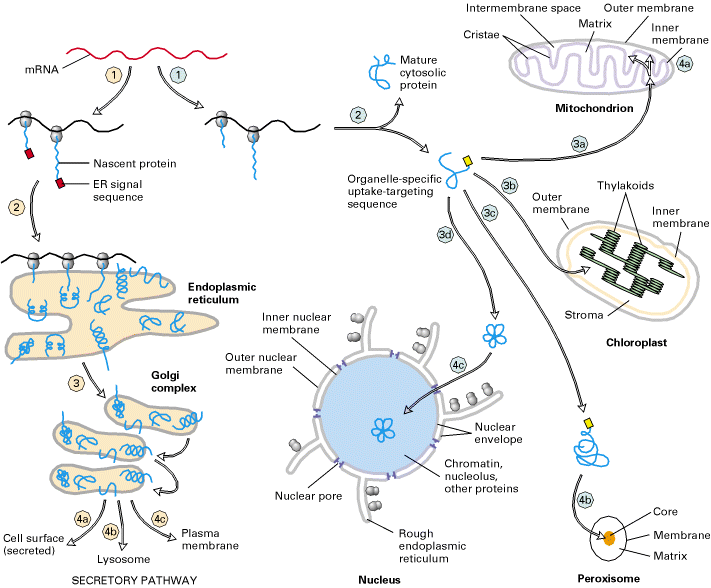 Intermembrane space
Outer membrane
Matrix
Cristae
Inner
membrane
4a
Mitochondrion
mRNA
1
1
Mature
cytosolic
protein
2
3a
Nascent protein
ER signal
sequence
Organelle-specific
uptake-targeting
sequence
3b
3c
3d
Outer
membrane
Thylakoids
Inner
membrane
Stroma
Chloroplast
2
Endoplasmic
reticulum
3
Golgi
complex
4a
4b
4c
Cell surface
(secreted)
Lysosome
Plasma
membrane
SECRETORY PATHWAY
Inner nuclear
membrane
Outer nuclear
membrane
4c
Nuclear
envelope
Chromatin,
nucleolus,
other proteins
Nuclear pore
Rough
endoplasmic
reticulum
Nucleus
4b
Core
Membrane
Matrix
Peroxisome